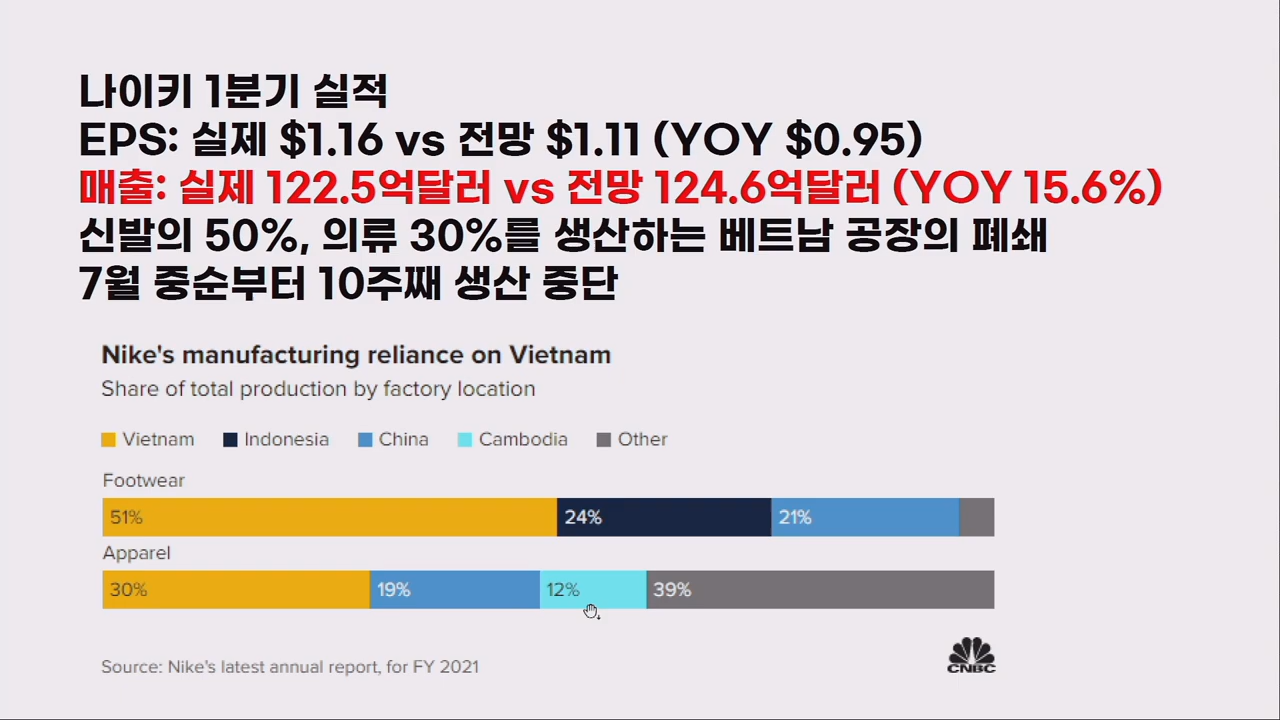 나이키 1분기 실적
EPS: 실제 $1.16 vs 전망 $1.11 (YOY $0.95)
매출: 실제 122.5억달러 vs 전망 124.6억달러 (YOY 15.6%)
신발의 50%, 의류 30%를 생산하는 베트남 공장의 폐쇄
7월 중순부터 10주째 생산 중단
Nike's manufacturing reliance on Vietnam
Share of total production by factory location
Vietnam Indonesia China Cambodia Other
Footwear
51% 24% 21%
Apparel
30% 19% 12% 39%
Source: Nike's latest annual report, for FY 2021
CNBC